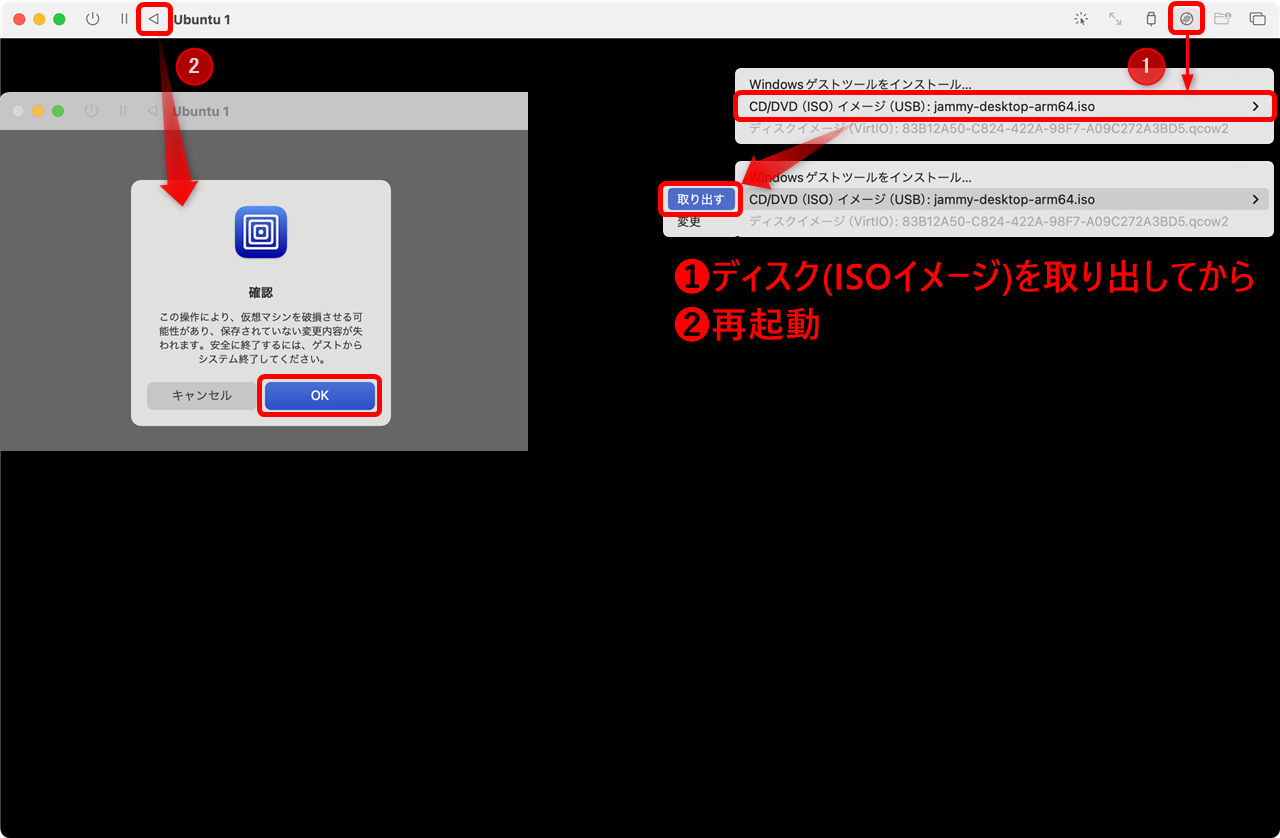 Ubuntu 1
2
1
Windowsゲストツールをインストール...
CD/DVD（ISO）イメージ（USB）: jammy-desktop-arm64.iso
ディスクイメージ（VirtIO）: 83B12A50-C824-422A-98F7-A09C272A3BD5.qcow2
Ubuntu 1
Windowsゲストツールをインストール...
取り出す
CD/DVD（ISO）イメージ（USB）: jammy-desktop-arm64.iso
変更
ディスクイメージ（VirtIO）: 83B12A50-C824-422A-98F7-A09C272A3BD5.qcow2
❶ディスク(ISOイメージ)を取り出してから
❷再起動
確認
この操作により、仮想マシンを破損させる可
能性があり、保存されていない変更内容が失
われます。安全に終了するには、ゲストから
システム終了してください。
キャンセル
OK